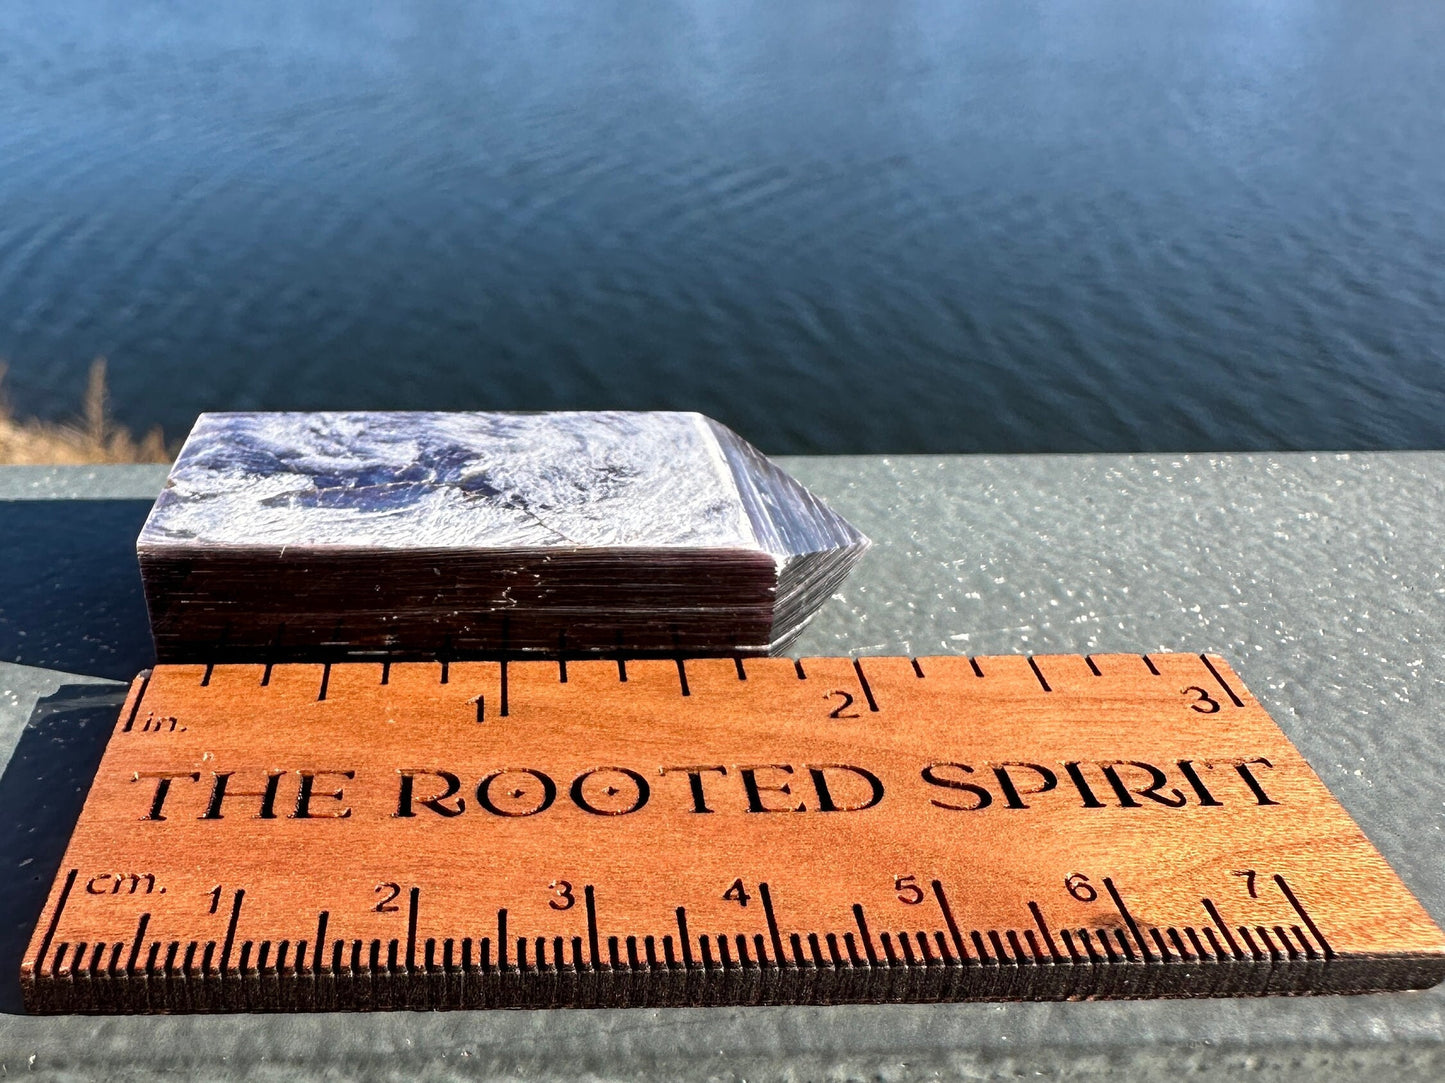 in. 1 2 3
THE ROOTED SPIRIT
cm. 1 2 3 4 5 6 7